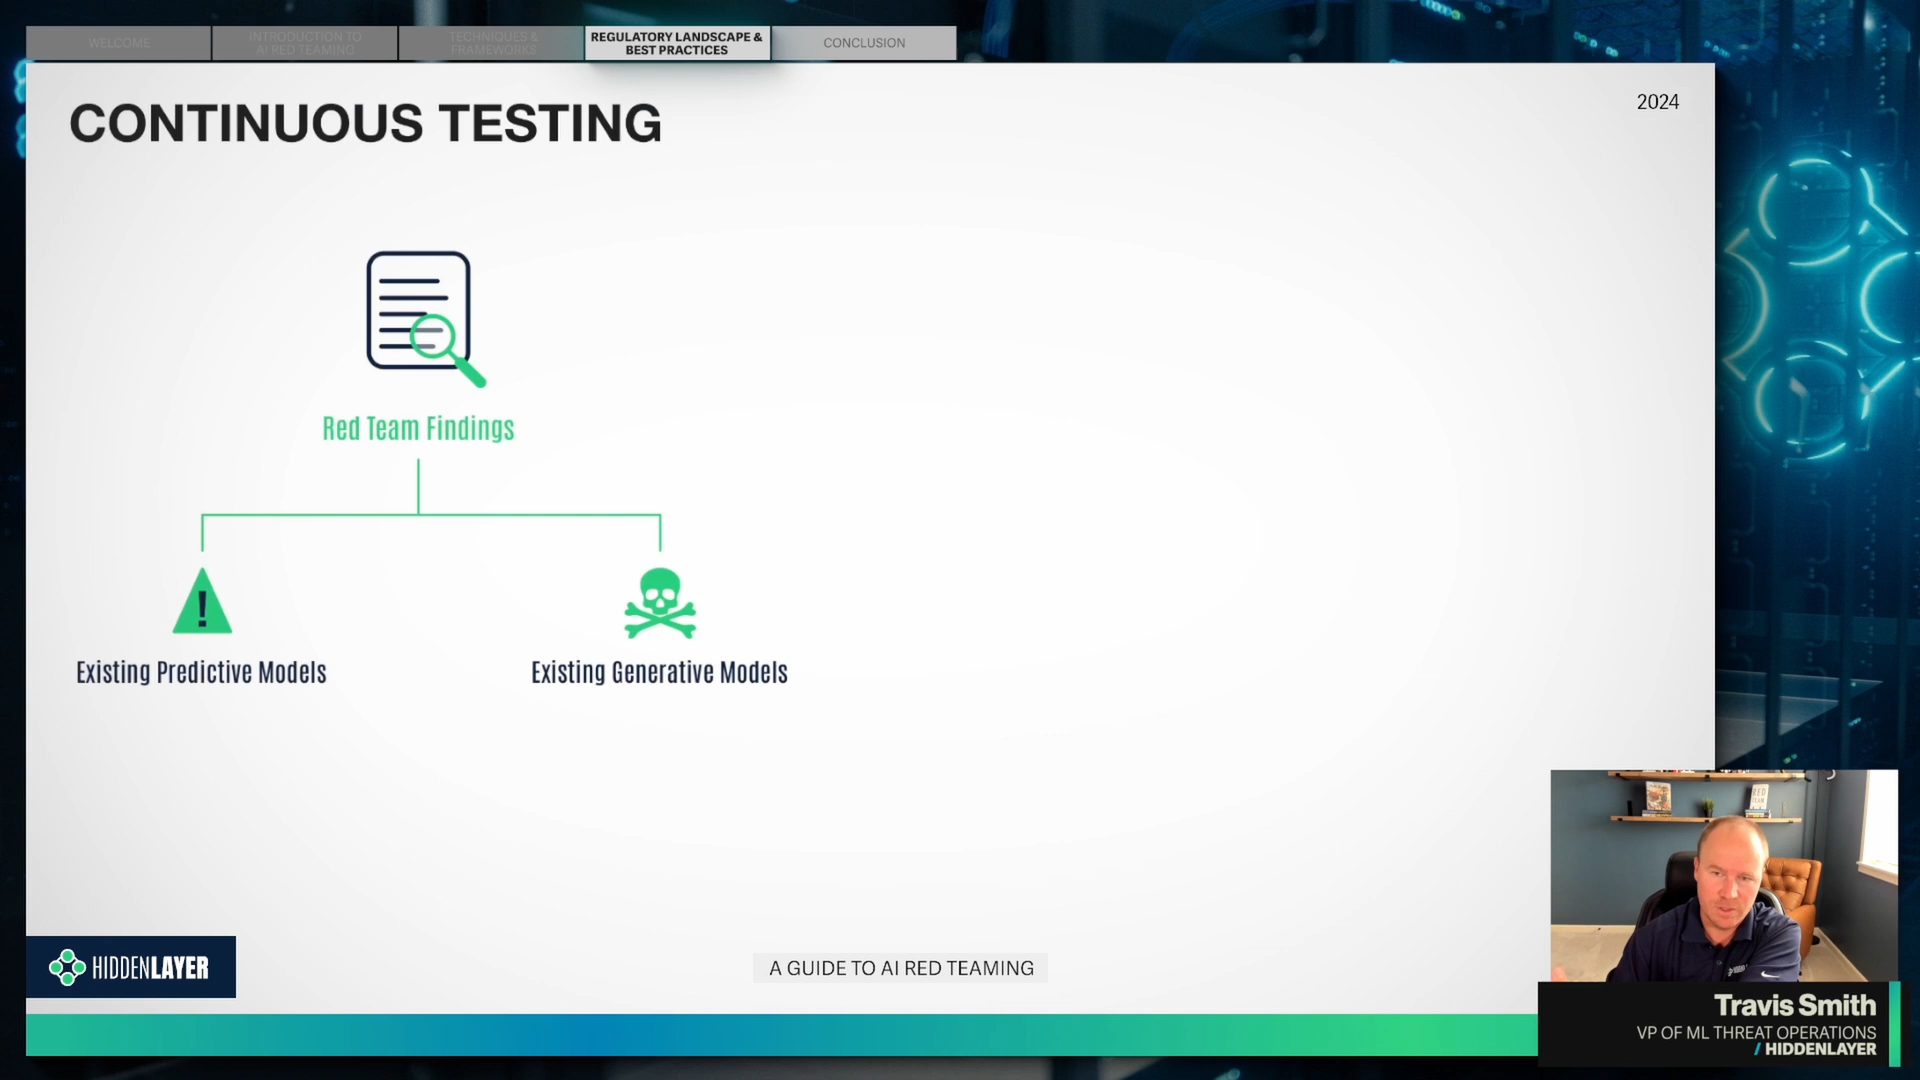 WELCOME
INTRODUCTION TO
AI RED TEAMING
TECHNIQUES &
FRAMEWORKS
REGULATORY LANDSCAPE &
BEST PRACTICES
CONCLUSION
CONTINUOUS TESTING
2024
Red Team Findings
!
Existing Predictive Models
Existing Generative Models
HIDDENLAYER
A GUIDE TO AI RED TEAMING
RED
TEAM
Travis Smith
VP OF ML THREAT OPERATIONS
/ HIDDENLAYER